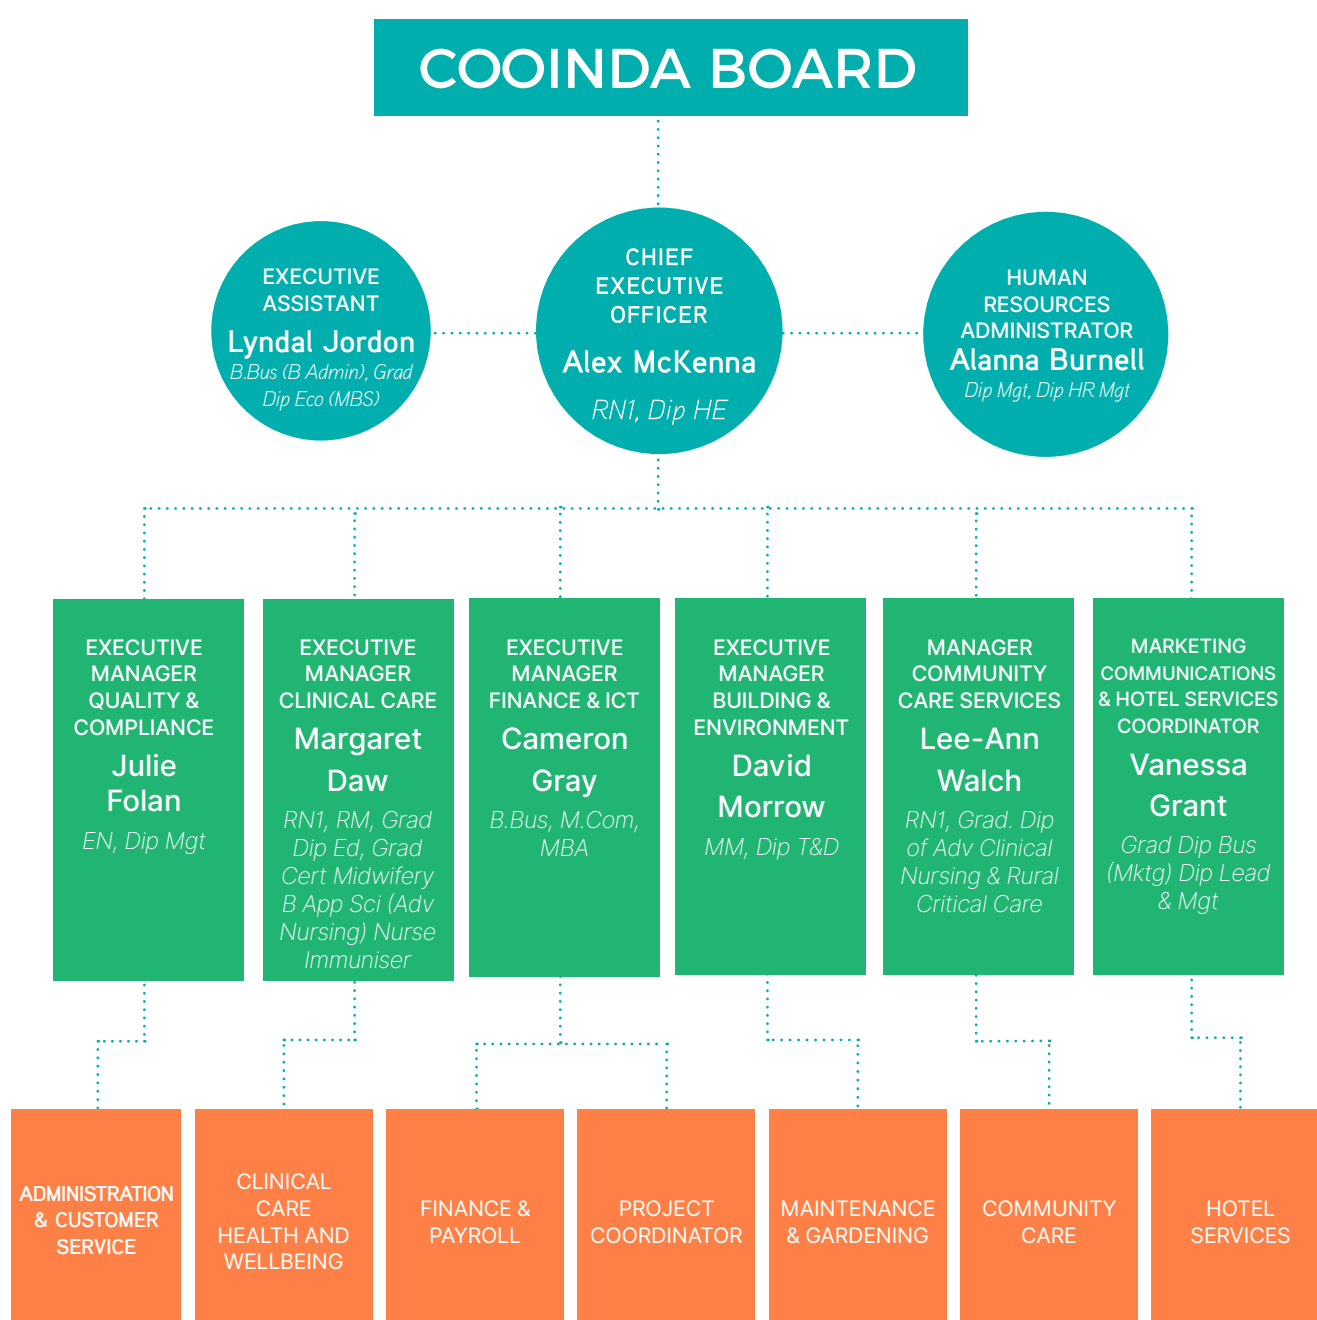 COOINDA BOARD
EXECUTIVE
ASSISTANT
Lyndal Jordon
B.Bus (B Admin), Grad
Dip Eco (MBS)
CHIEF
EXECUTIVE
OFFICER
Alex McKenna
RN1, Dip HE
HUMAN
RESOURCES
ADMINISTRATOR
Alanna Burnell
Dip Mgt, Dip HR Mgt
EXECUTIVE
MANAGER
QUALITY &
COMPLIANCE
Julie
Folan
EN, Dip Mgt
EXECUTIVE
MANAGER
CLINICAL CARE
Margaret
Daw
RN1, RM, Grad
Dip Ed, Grad
Cert Midwifery
B App Sci (Adv
Nursing) Nurse
Immuniser
EXECUTIVE
MANAGER
FINANCE & ICT
Cameron
Gray
B.Bus, M.Com,
MBA
EXECUTIVE
MANAGER
BUILDING &
ENVIRONMENT
David
Morrow
MM, Dip T&D
MANAGER
COMMUNITY
CARE SERVICES
Lee-Ann
Walch
RN1, Grad. Dip
of Adv Clinical
Nursing & Rural
Critical Care
MARKETING
COMMUNICATIONS
& HOTEL SERVICES
COORDINATOR
Vanessa
Grant
Grad Dip Bus
(Mktg) Dip Lead
& Mgt
ADMINISTRATION
& CUSTOMER
SERVICE
CLINICAL
CARE
HEALTH AND
WELLBEING
FINANCE &
PAYROLL
PROJECT
COORDINATOR
MAINTENANCE
& GARDENING
COMMUNITY
CARE
HOTEL
SERVICES